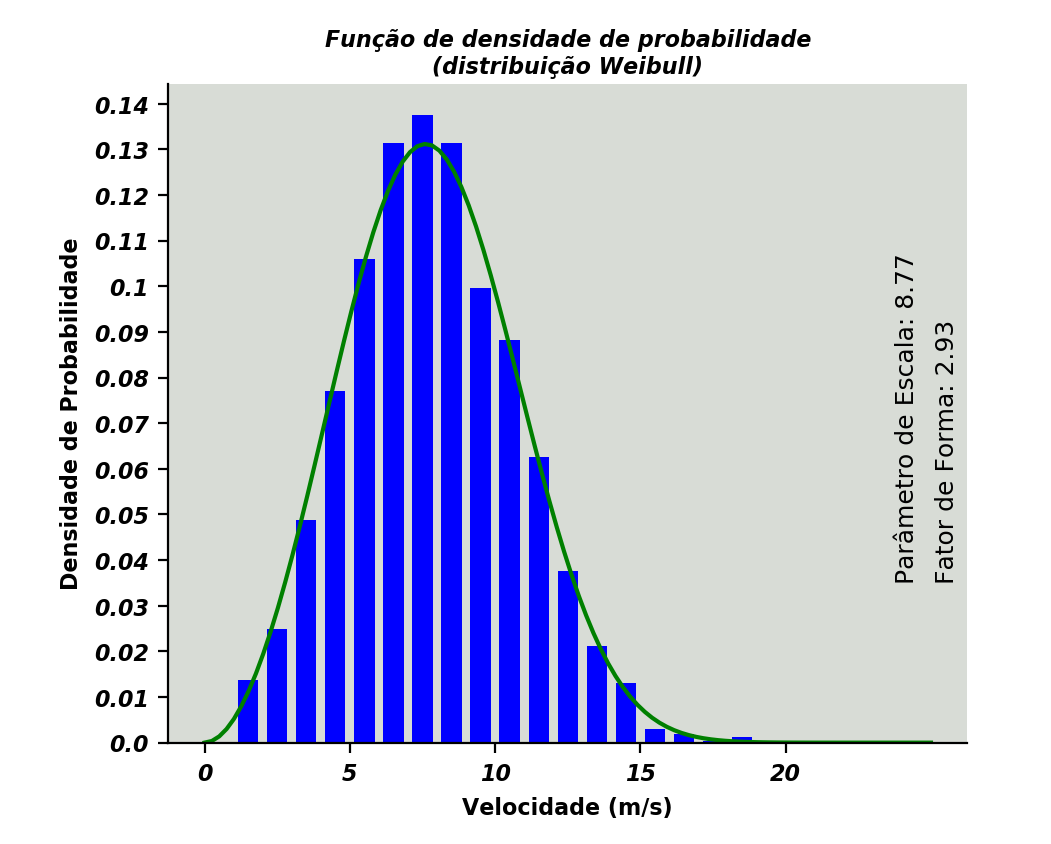 Função de densidade de probabilidade
(distribuição Weibull)
0.14
0.13
0.12
0.11
0.1
0.09
0.08
0.07
0.06
0.05
0.04
0.03
0.02
0.01
0.0
Densidade de Probabilidade
Parâmetro de Escala: 8.77
Fator de Forma: 2.93
0 5 10 15 20
Velocidade (m/s)